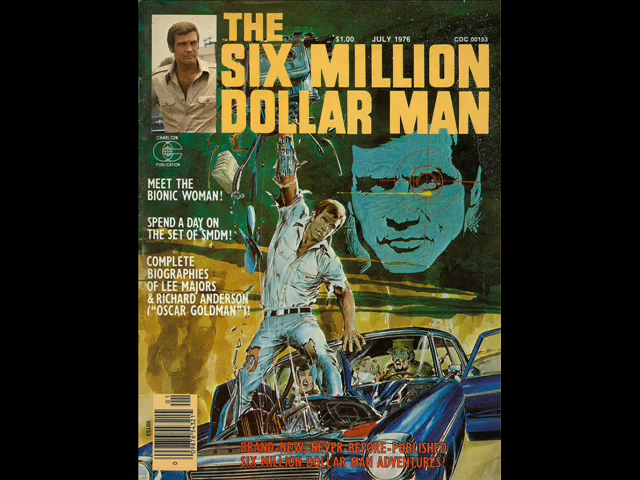 THE
$1.00 JULY 1976 CDC 00153
SIX MILLION
DOLLAR MAN
CHARLTON
PUBLICATION
MEET THE
BIONIC WOMAN!
SPEND A DAY ON
THE SET OF SMDM!
COMPLETE
BIOGRAPHIES
OF LEE MAJORS
& RICHARD ANDERSON
("OSCAR GOLDMAN")!
BRAND-NEW, NEVER-BEFORE-PUBLISHED
SIX MILLION DOLLAR MAN ADVENTURES!